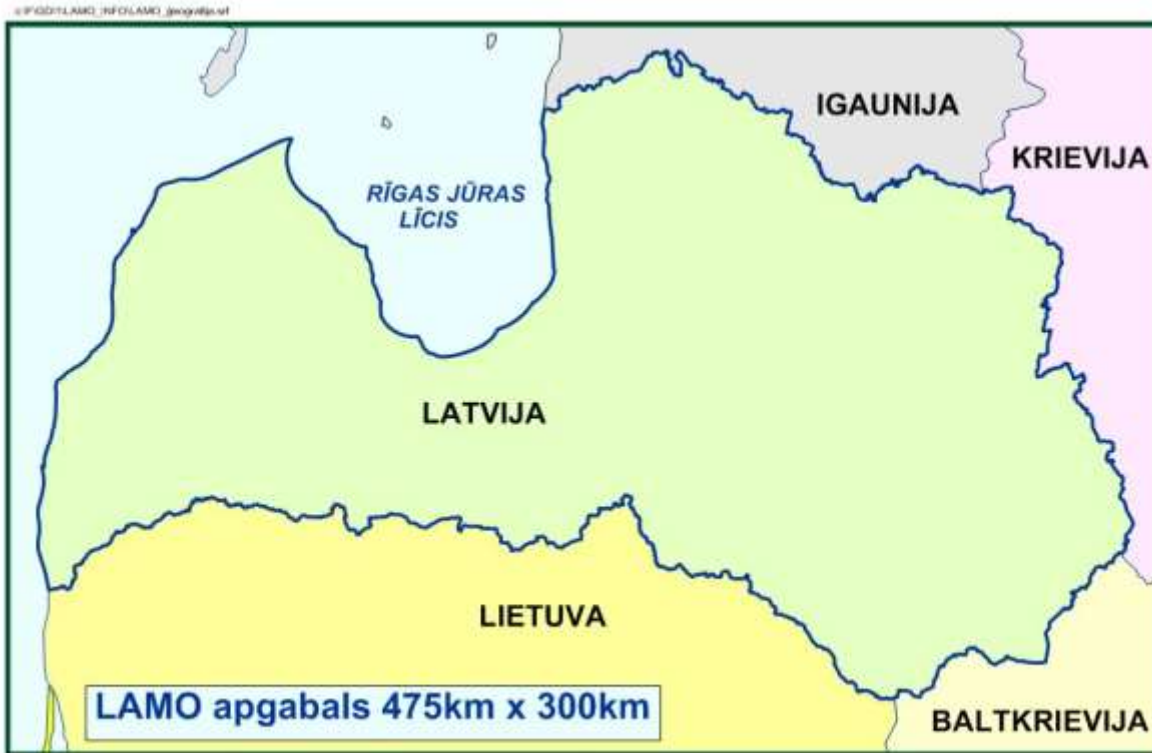 IGAUNIJA
KRIEVIJA
RĪGAS JŪRAS
LĪCIS
LATVIJA
LIETUVA
LAMO apgabals 475km x 300km
BALTKRIEVIJA